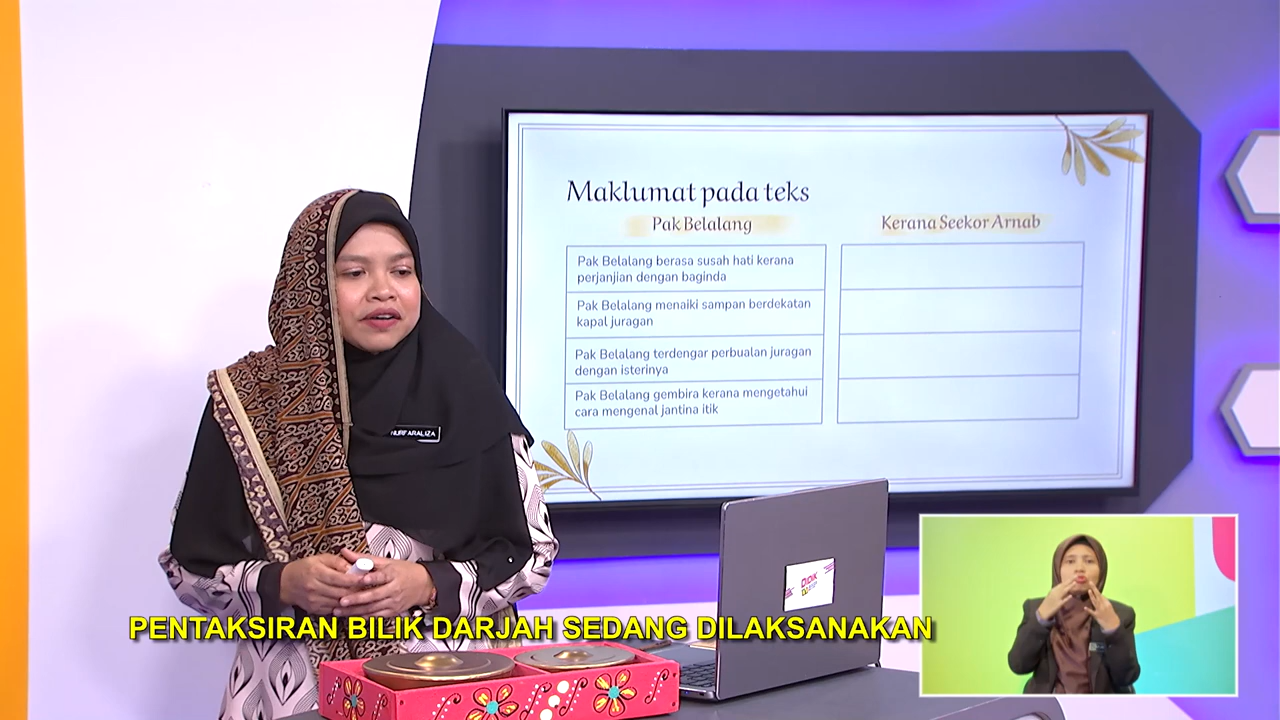 Maklumat pada teks
Pak Belalang
Kerana Seekor Arnab
Pak Belalang berasa susah hati kerana
perjanjian dengan baginda
Pak Belalang menaiki sampan berdekatan
kapal juragan
Pak Belalang terdengar perbualan juragan
dengan isterinya
Pak Belalang gembira kerana mengetahui
cara mengenal jantina itik
NURFARALIZA
PENTAKSIRAN BILIK DARJAH SEDANG DILAKSANAKAN